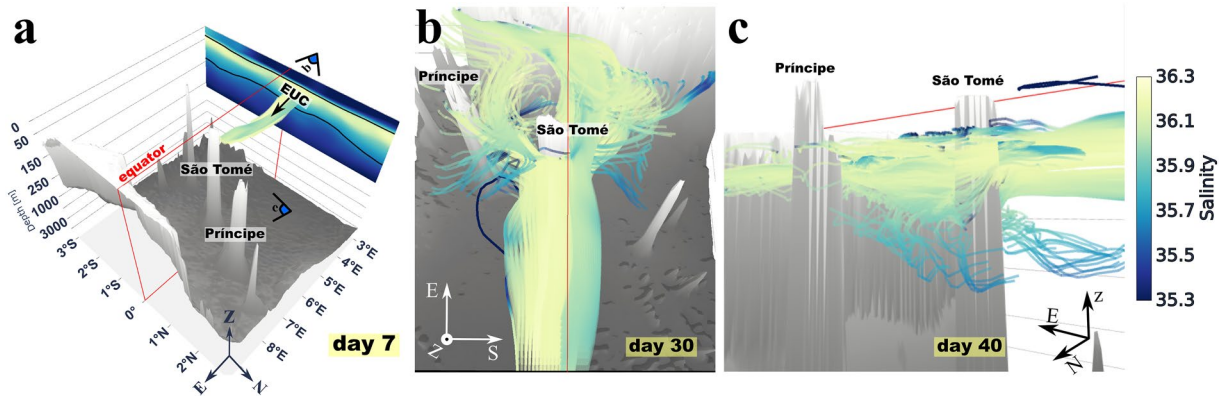 a
EUC
b
equator
São Tomé
c
Príncipe
0
50
150
250
1000
3000
Depth [m]
3°S
2°S
1°S
0°
1°N
2°N
3°E
4°E
5°E
6°E
7°E
8°E
Z
E
N
day 7
b
Príncipe
São Tomé
E
Z
S
day 30
c
Príncipe
São Tomé
z
E
N
day 40
36.3
36.1
35.9
35.7
35.5
35.3
Salinity